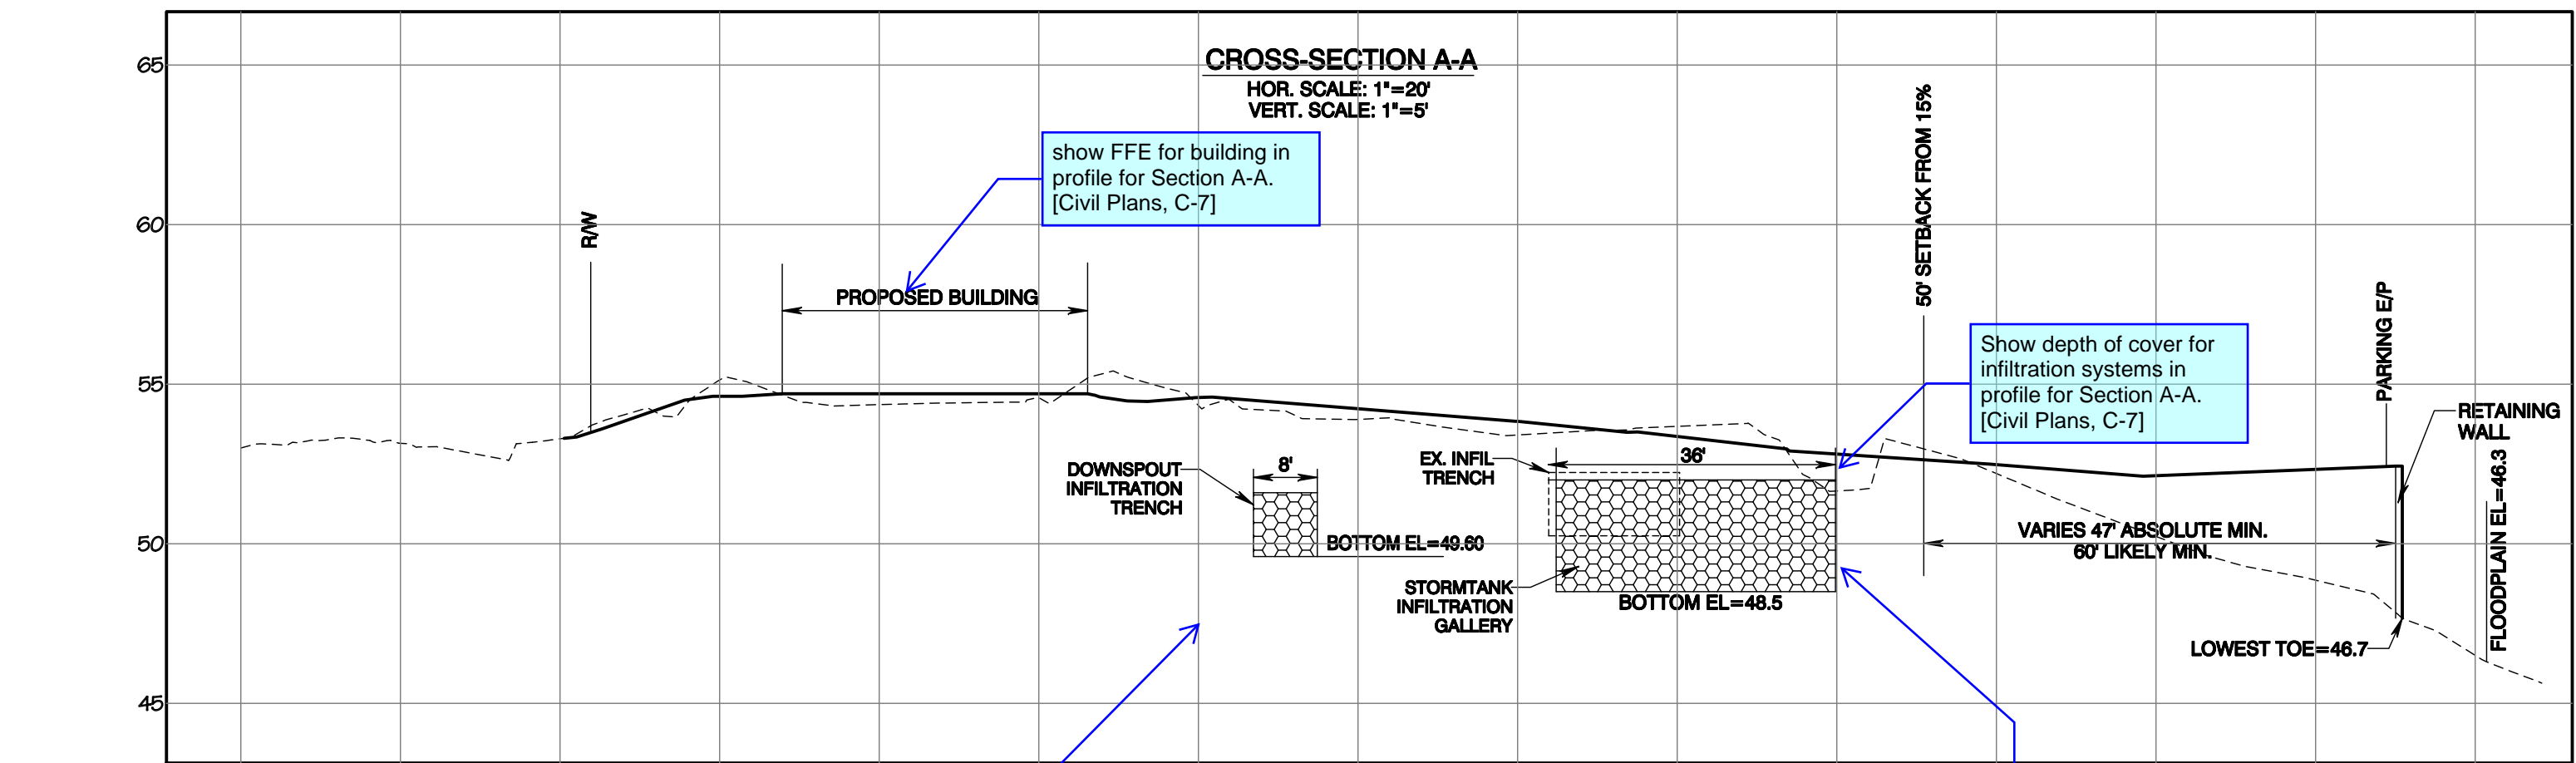 CROSS-SECTION A-A
HOR. SCALE: 1"=20'
VERT. SCALE: 1"=5'
65
60
55
50
45
show FFE for building in
profile for Section A-A.
[Civil Plans, C-7]
R/W
PROPOSED BUILDING
50' SETBACK FROM 15%
Show depth of cover for
infiltration systems in
profile for Section A-A.
[Civil Plans, C-7]
PARKING E/P
RETAINING
WALL
DOWNSPOUT
INFILTRATION
TRENCH
8'
BOTTOM EL=49.60
EX. INFIL
TRENCH
36'
STORMTANK
INFILTRATION
GALLERY
BOTTOM EL=48.5
VARIES 47' ABSOLUTE MIN.
60' LIKELY MIN.
FLOODPLAIN EL=46.3
LOWEST TOE=46.7